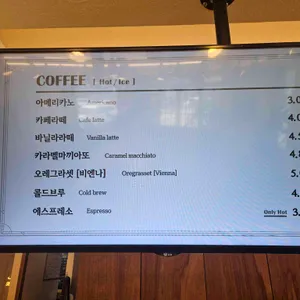 COFFEE [ Hot / Ice ]
아메리카노 Americano 3.
카페라떼 Cafe latte 4.
바닐라라떼 Vanilla latte 4.
카라멜마끼아또 Caramel macchiato 4.
오레그라셋 [비엔나] Oregrasset [Vienna] 5.
콜드브루 Cold brew 4.
에스프레소 Espresso Only Hot 3.